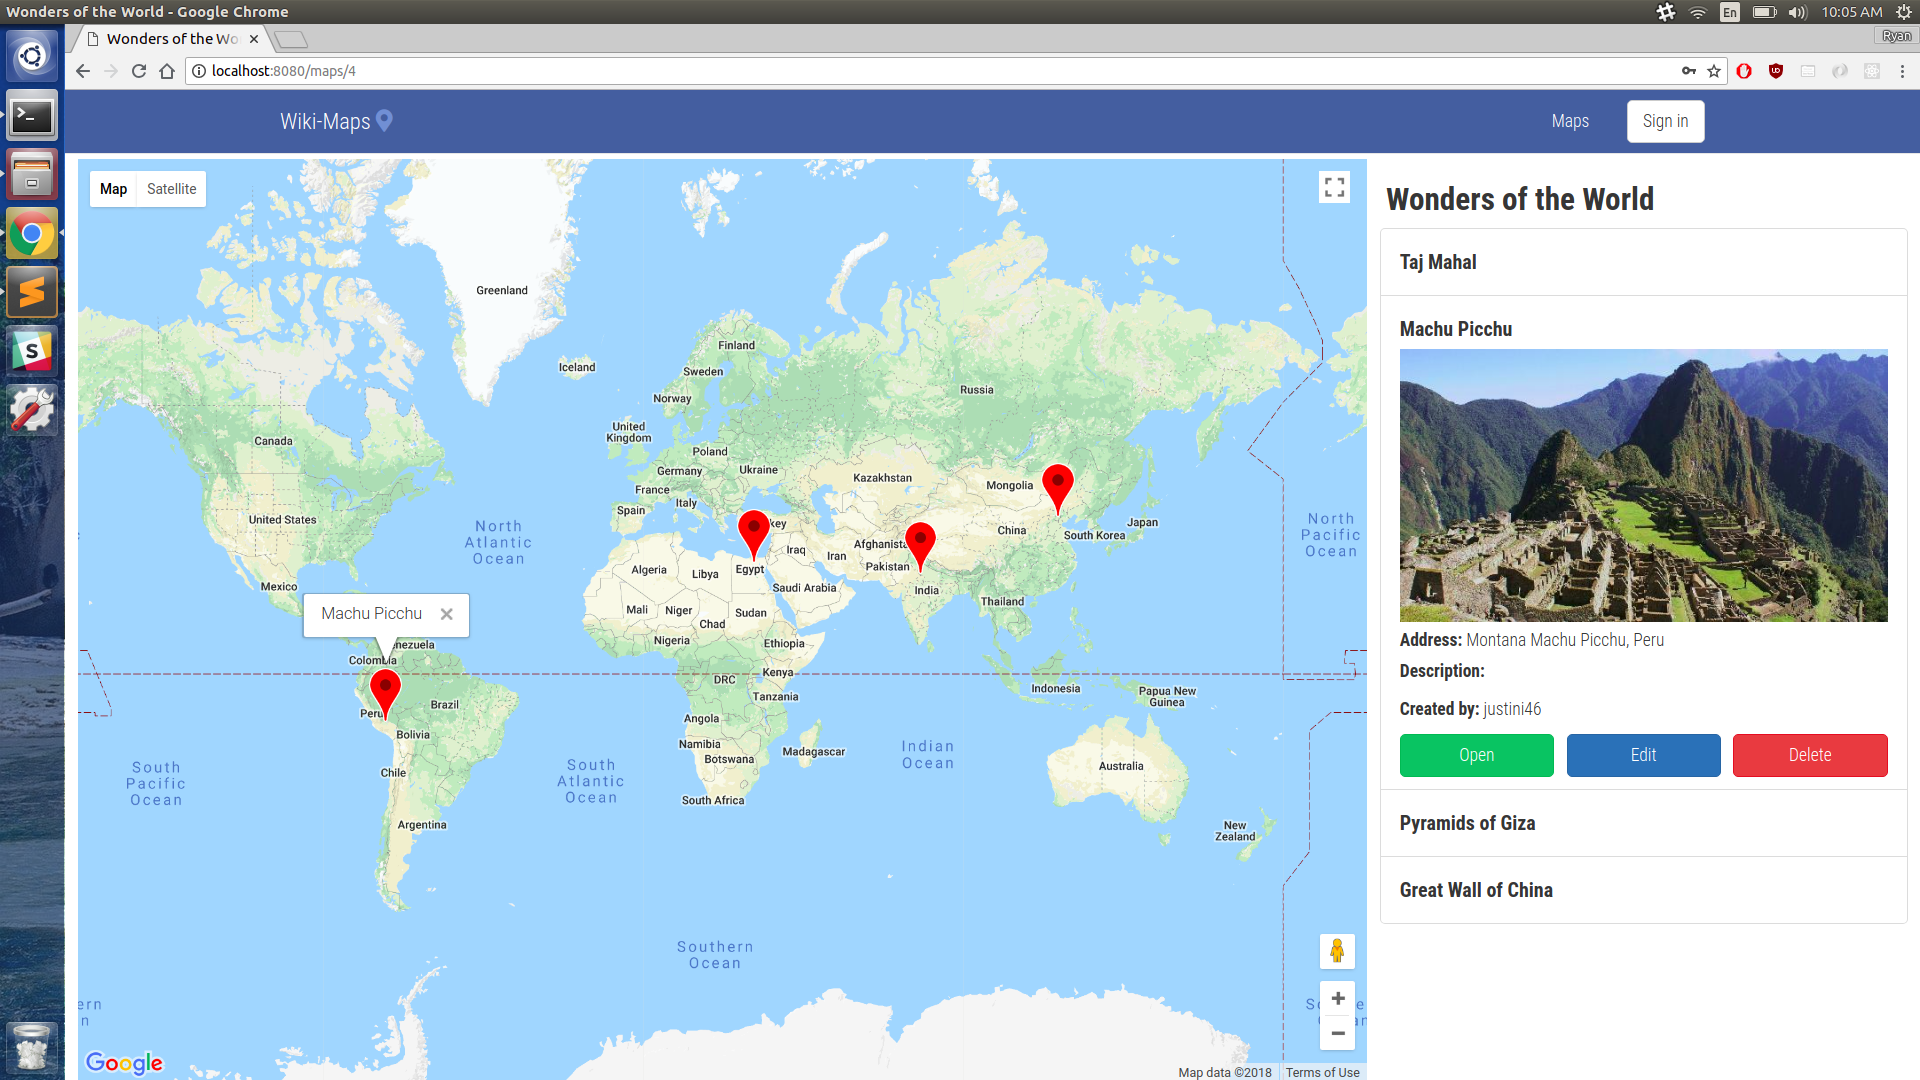 Wonders of the World - Google Chrome
En
10:05 AM
Wonders of the Wo
Ryan
localhost:8080/maps/4
Wiki-Maps
Maps
Sign in
Map
Satellite
Greenland
Iceland
Finland
Sweden
Norway
Russia
United
Kingdom
Canada
Poland
Germany
Ukraine
France
Italy
Spain
Kazakhstan
Mongolia
United States
North
Atlantic
Ocean
key
China
Japan
South Korea
North
Pacific
Ocean
Afghanista
Iraq
Iran
Pakistan
Algeria
Libya
Egypt
Saudi Arabia
India
Mexico
Thailand
Mali
Niger
Sudan
Chad
Machu Picchu
Nigeria
Ethiopia
enezuela
Colombia
DRC
Kenya
Indonesia
Papua New
Guinea
Tanzania
Peru
Brazil
Angola
Bolivia
Namibia
Botswana
Madagascar
Indian
Ocean
South
Pacific
Ocean
Chile
South
Atlantic
Ocean
Australia
South Africa
Argentina
New
Zealand
Southern
Ocean
ern
n
S
e
an
Google
Map data ©2018
Terms of Use
Wonders of the World
Taj Mahal
Machu Picchu
Address: Montana Machu Picchu, Peru
Description:
Created by: justini46
Open
Edit
Delete
Pyramids of Giza
Great Wall of China